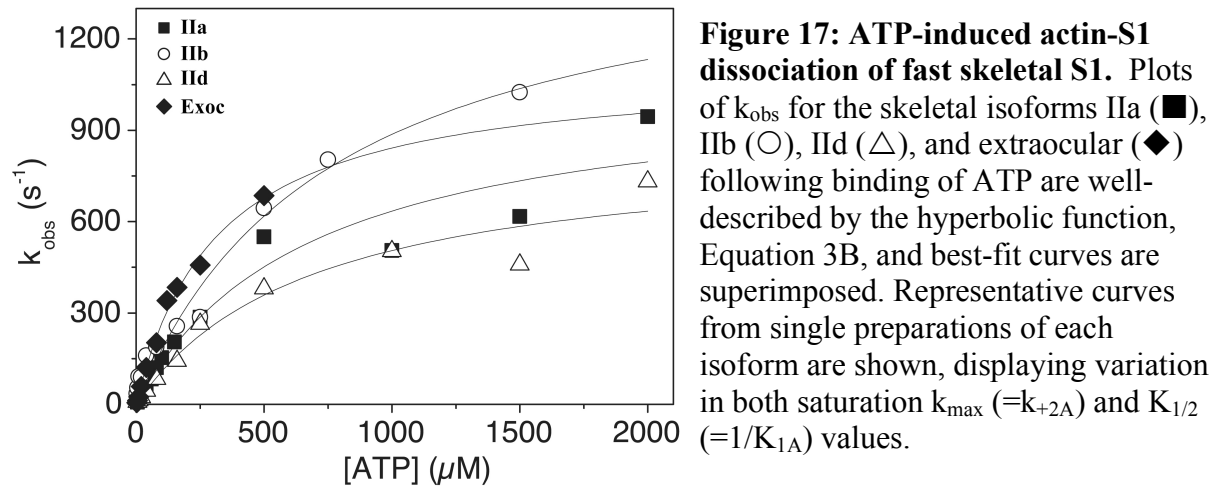 1200
900
600
300
0
k_obs (s^-1)
IIa
IIb
IId
Exoc
0 500 1000 1500 2000
[ATP] (µM)
Figure 17: ATP-induced actin-S1
dissociation of fast skeletal S1. Plots
of k_obs for the skeletal isoforms IIa (■),
IIb (○), IId (△), and extraocular (◆)
following binding of ATP are well-
described by the hyperbolic function,
Equation 3B, and best-fit curves are
superimposed. Representative curves
from single preparations of each
isoform are shown, displaying variation
in both saturation k_max (=k_+2A) and K_1/2
(=1/K_1A) values.